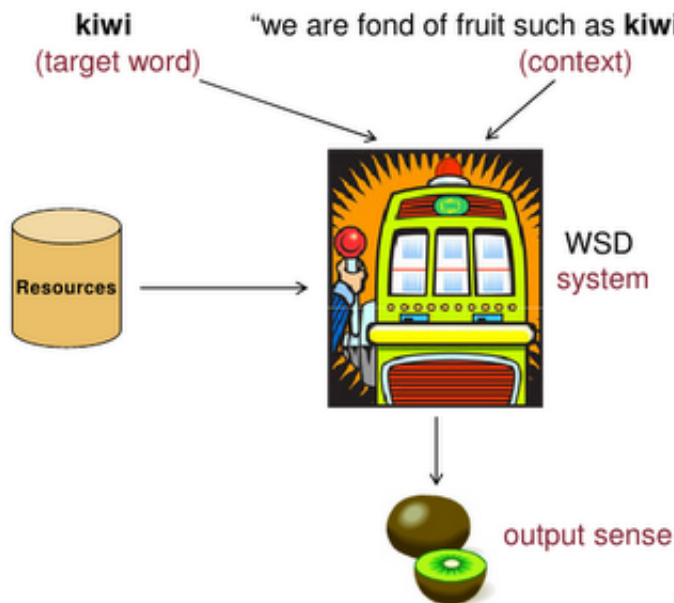 kiwi
(target word)
“we are fond of fruit such as kiwi
(context)
Resources
WSD
system
output sense